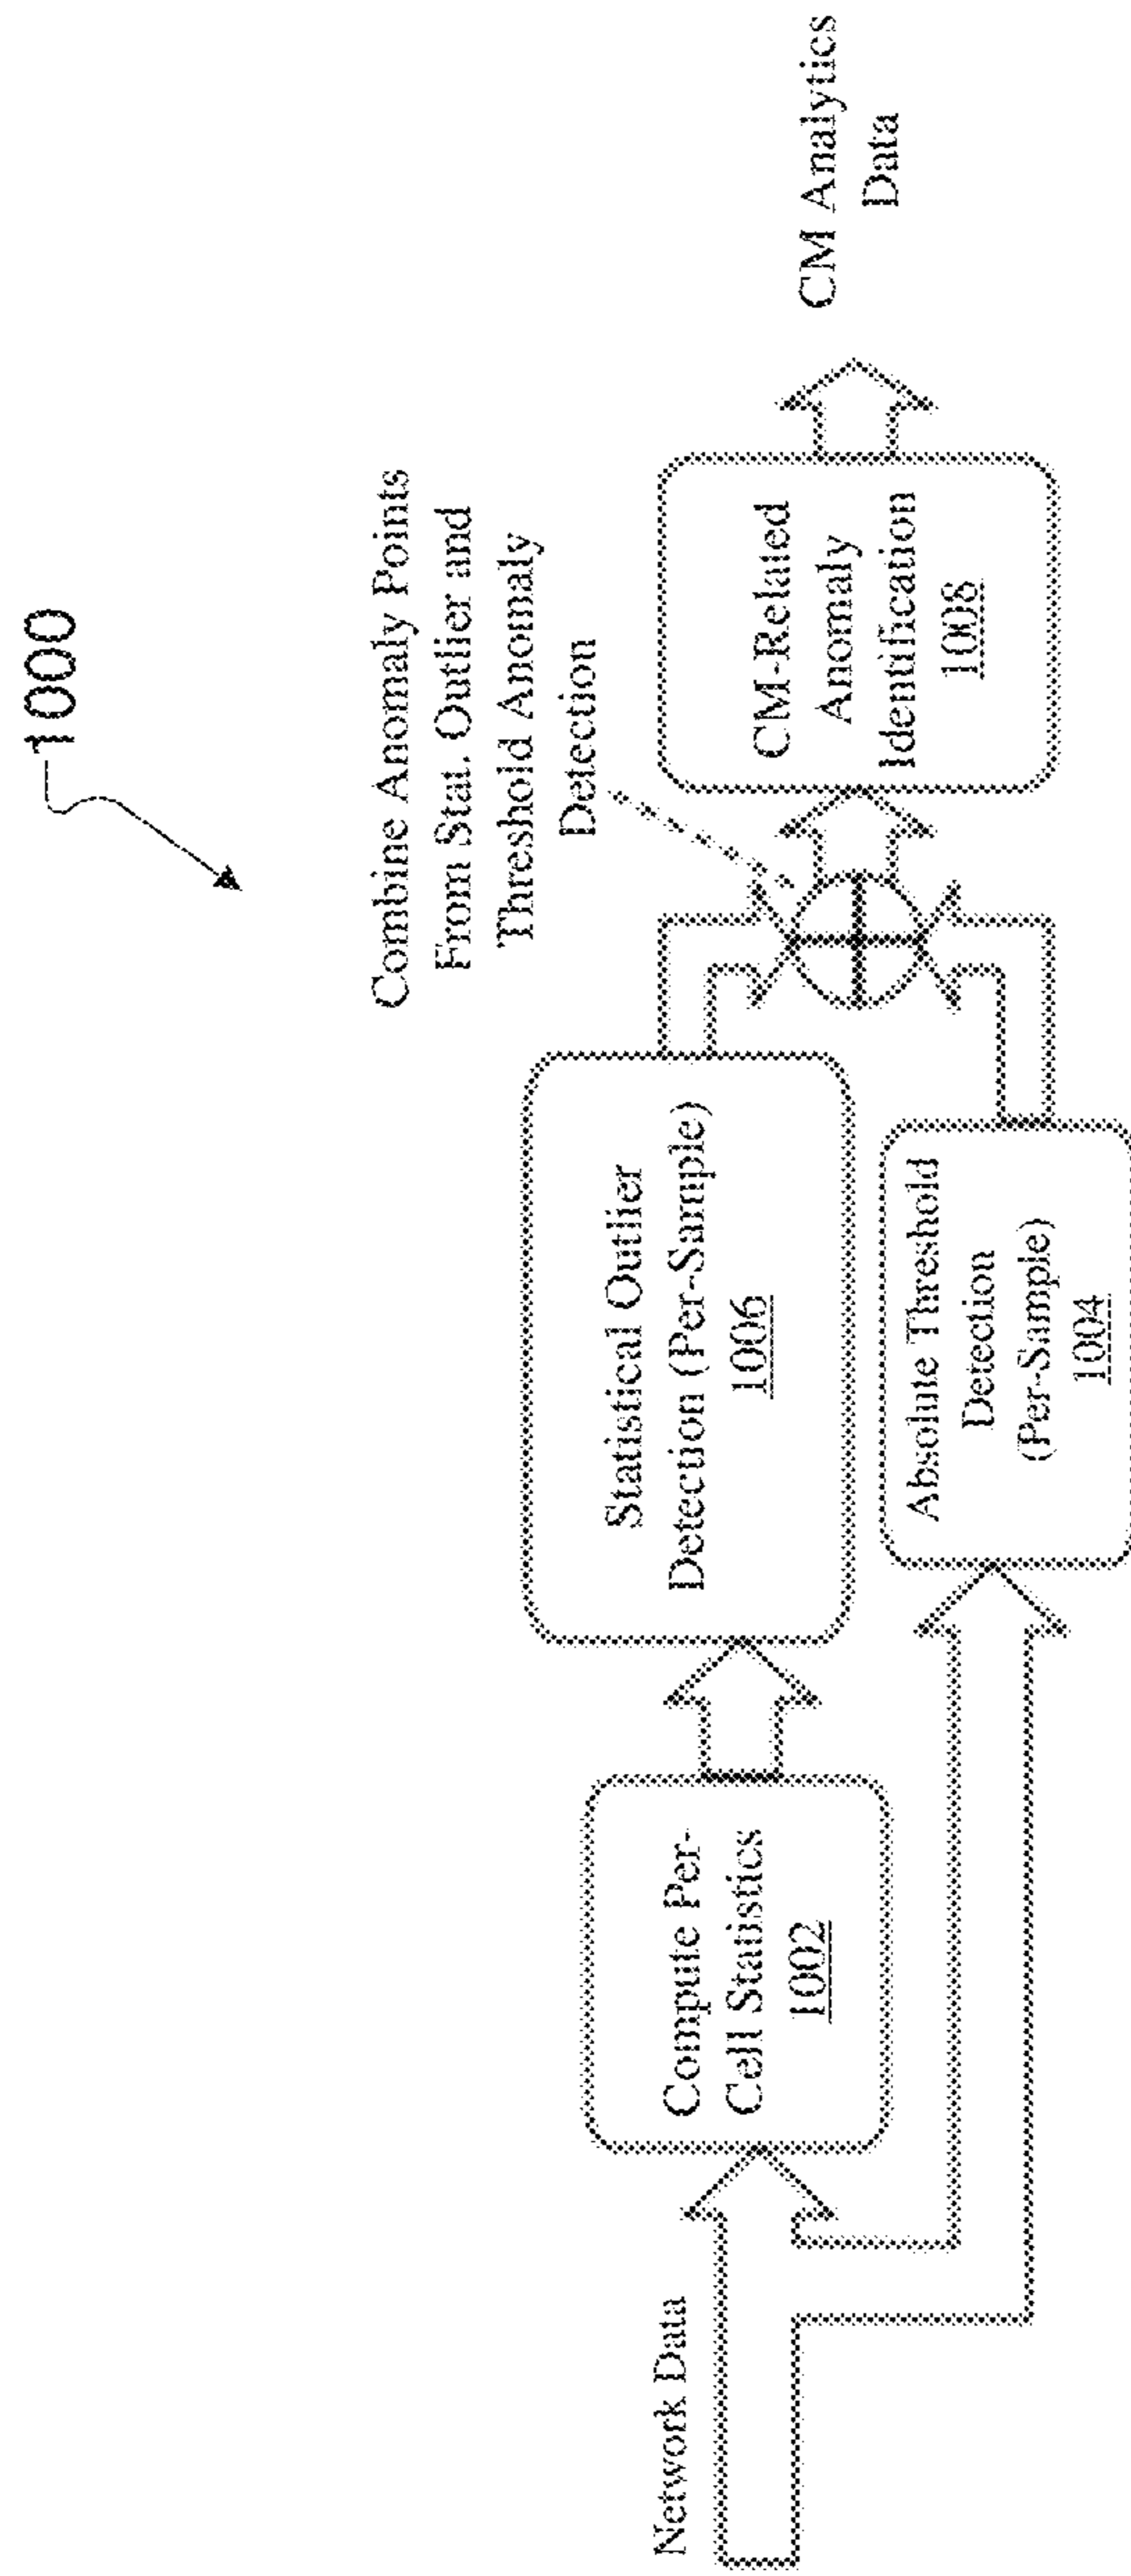 1000
Network Data
Compute Per-
Cell Statistics
1002
Statistical Outlier
Detection (Per-Sample)
1006
Absolute Threshold
Detection
(Per-Sample)
1004
Combine Anomaly Points
From Stat. Outlier and
Threshold Anomaly
Detection
CM-Related
Anomaly
Identification
1008
CM Analytics
Data